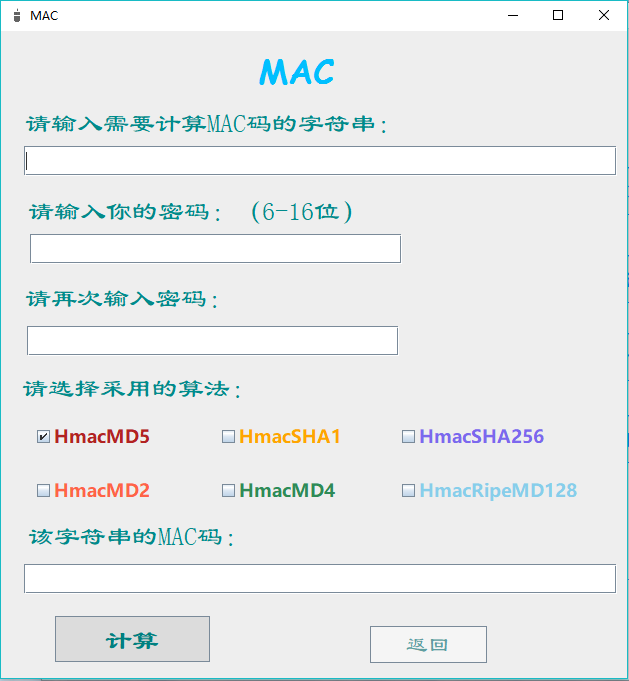 MAC
MAC
请输入需要计算MAC码的字符串：
请输入你的密码：（6-16位）
请再次输入密码：
请选择采用的算法：
HmacMD5 HmacSHA1 HmacSHA256
HmacMD2 HmacMD4 HmacRipeMD128
该字符串的MAC码：
计算 返回